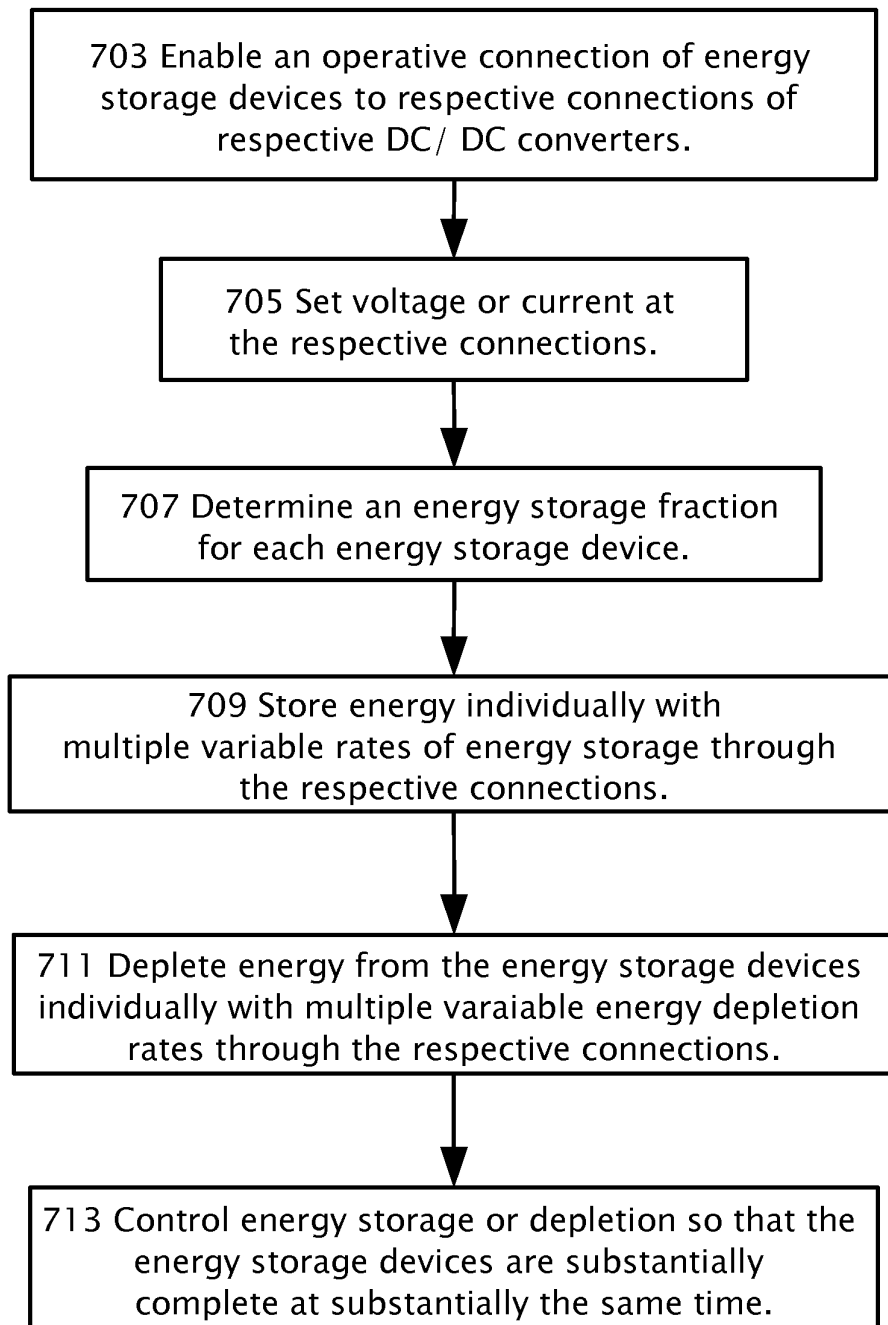 703 Enable an operative connection of energy
storage devices to respective connections of
respective DC/ DC converters.
705 Set voltage or current at
the respective connections.
707 Determine an energy storage fraction
for each energy storage device.
709 Store energy individually with
multiple variable rates of energy storage through
the respective connections.
711 Deplete energy from the energy storage devices
individually with multiple varaiable energy depletion
rates through the respective connections.
713 Control energy storage or depletion so that the
energy storage devices are substantially
complete at substantially the same time.